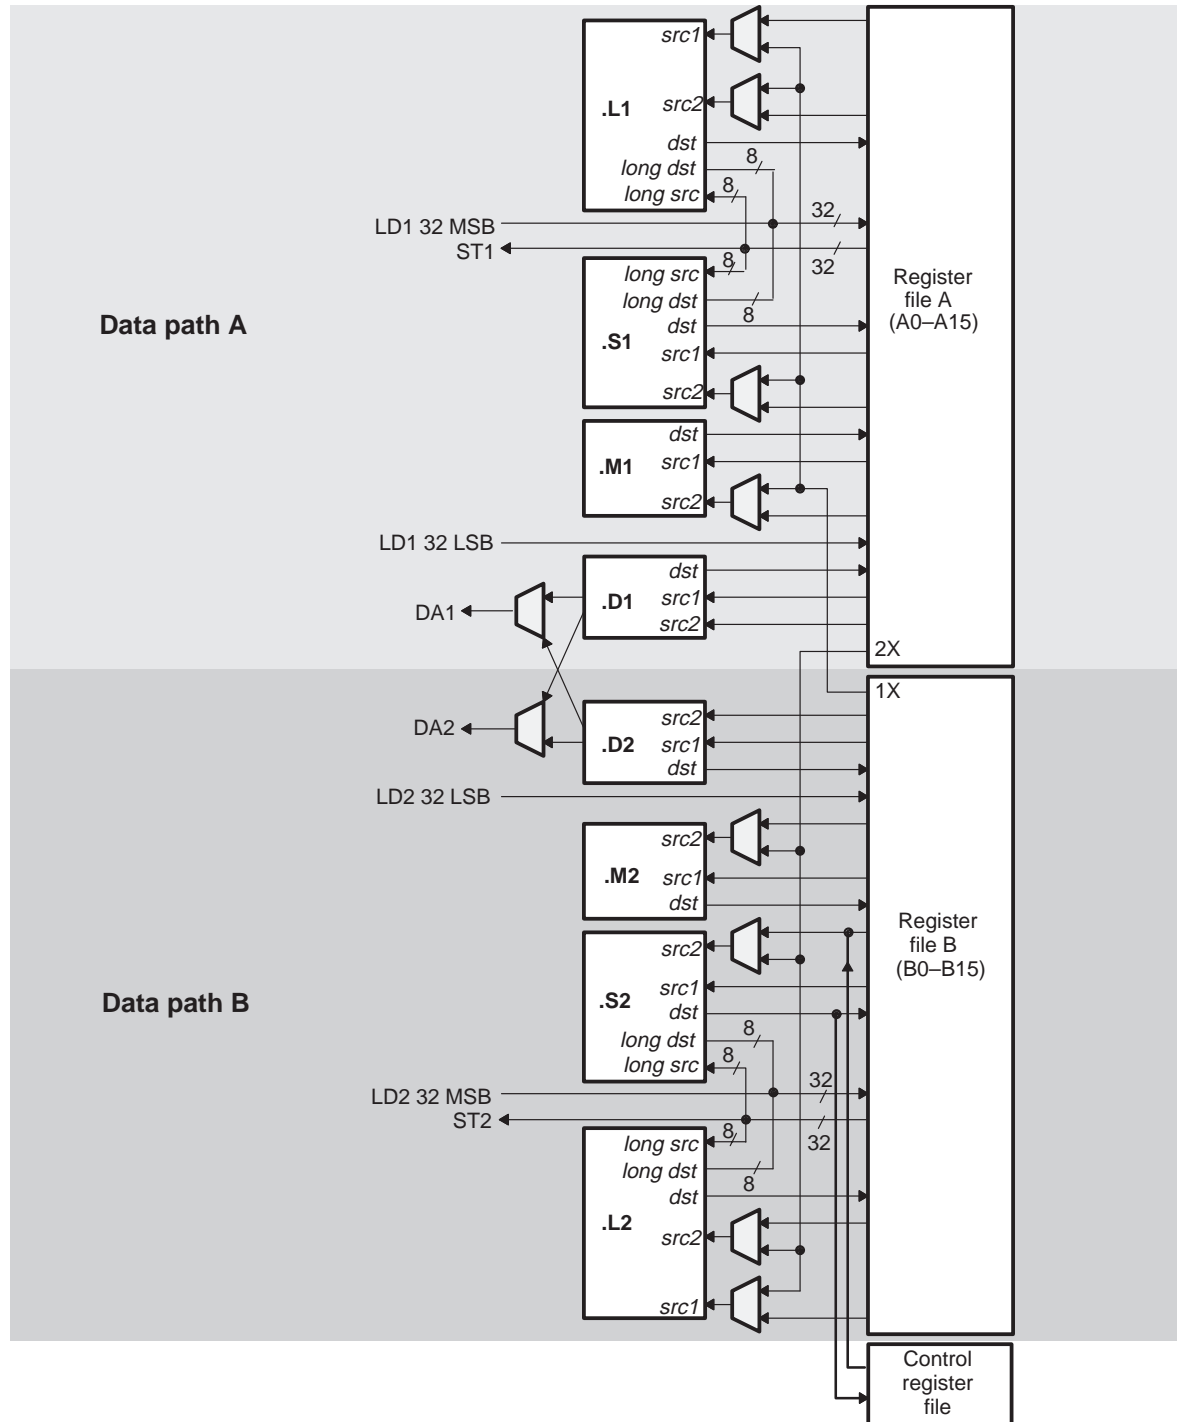 src1
.L1
src2
dst
long dst
8
long src
8
LD1 32 MSB
32
ST1
32
long src
8
long dst
8
Register
file A
(A0–A15)
Data path A
dst
.S1
src1
src2
dst
.M1
src1
src2
LD1 32 LSB
dst
DA1
.D1
src1
src2
2X
1X
DA2
src2
.D2
src1
dst
LD2 32 LSB
src2
.M2
src1
dst
Register
file B
(B0–B15)
src2
Data path B
.S2
src1
dst
long dst
8
long src
8
LD2 32 MSB
32
ST2
32
long src
8
long dst
8
dst
.L2
src2
src1
Control
register
file